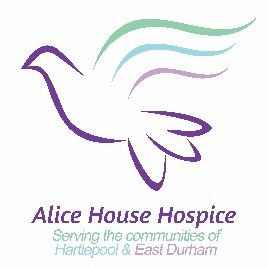 Alice House Hospice
Serving the communities of
Hartlepool & East Durham